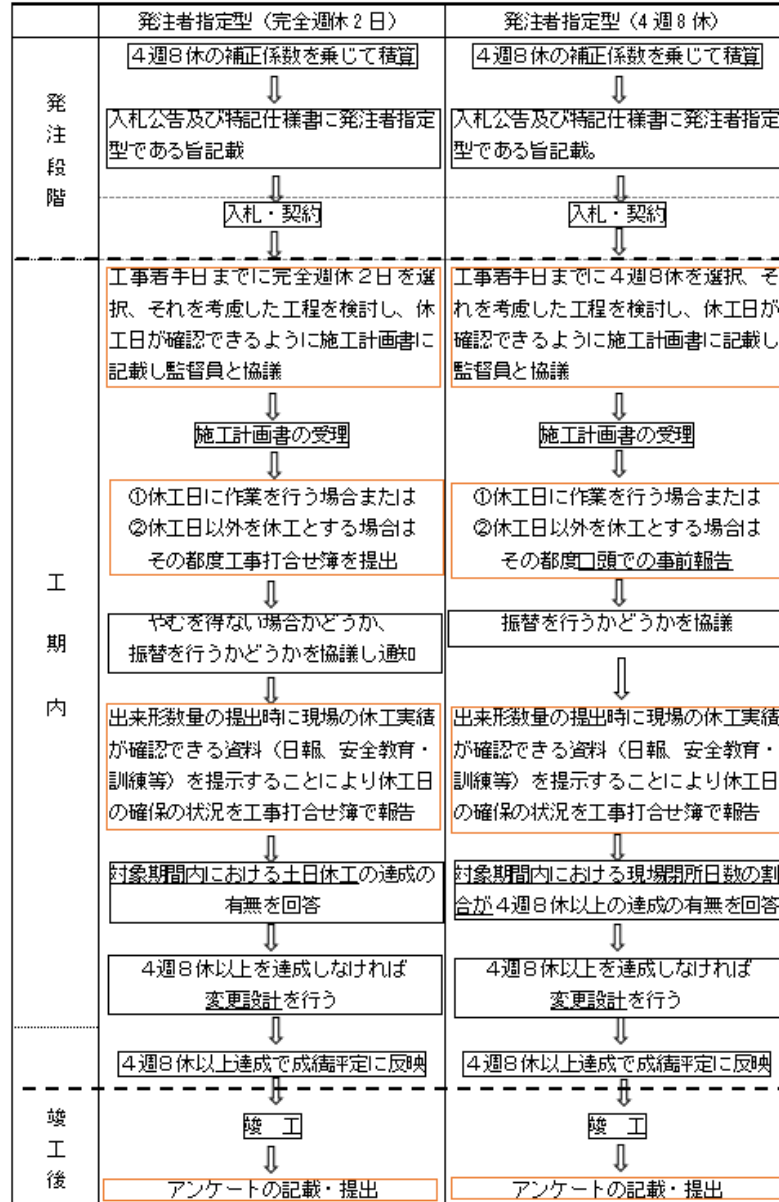 発注者指定型（完全週休２日）
発注者指定型（４週８休）
発注段階
４週８休の補正係数を乗じて積算
入札公告及び特記仕様書に発注者指定
型である旨記載
入札・契約
４週８休の補正係数を乗じて積算
入札公告及び特記仕様書に発注者指定
型である旨記載。
入札・契約
工期内
工事着手日までに完全週休２日を選
択、それを考慮した工程を検討し、休
工日が確認できるように施工計画書に
記載し監督員と協議
施工計画書の受理
①休工日に作業を行う場合または
②休工日以外を休工とする場合は
その都度工事打合せ簿を提出
やむを得ない場合かどうか、
振替を行うかどうかを協議し通知
出来形数量の提出時に現場の休工実績
が確認できる資料（日報、安全教育・
訓練等）を提示することにより休工日
の確保の状況を工事打合せ簿で報告
対象期間内における土日休工の達成の
有無を回答
４週８休以上を達成しなければ
変更設計を行う
４週８休以上達成で成績評定に反映
工事着手日までに４週８休を選択、そ
れを考慮した工程を検討し、休工日が
確認できるように施工計画書に記載し
監督員と協議
施工計画書の受理
①休工日に作業を行う場合または
②休工日以外を休工とする場合は
その都度口頭での事前報告
振替を行うかどうかを協議
出来形数量の提出時に現場の休工実績
が確認できる資料（日報、安全教育・
訓練等）を提示することにより休工日
の確保の状況を工事打合せ簿で報告
対象期間内における現場閉所日数の割
合が４週８休以上の達成の有無を回答
４週８休以上を達成しなければ
変更設計を行う
４週８休以上達成で成績評定に反映
竣工後
竣　工
アンケートの記載・提出
竣　工
アンケートの記載・提出